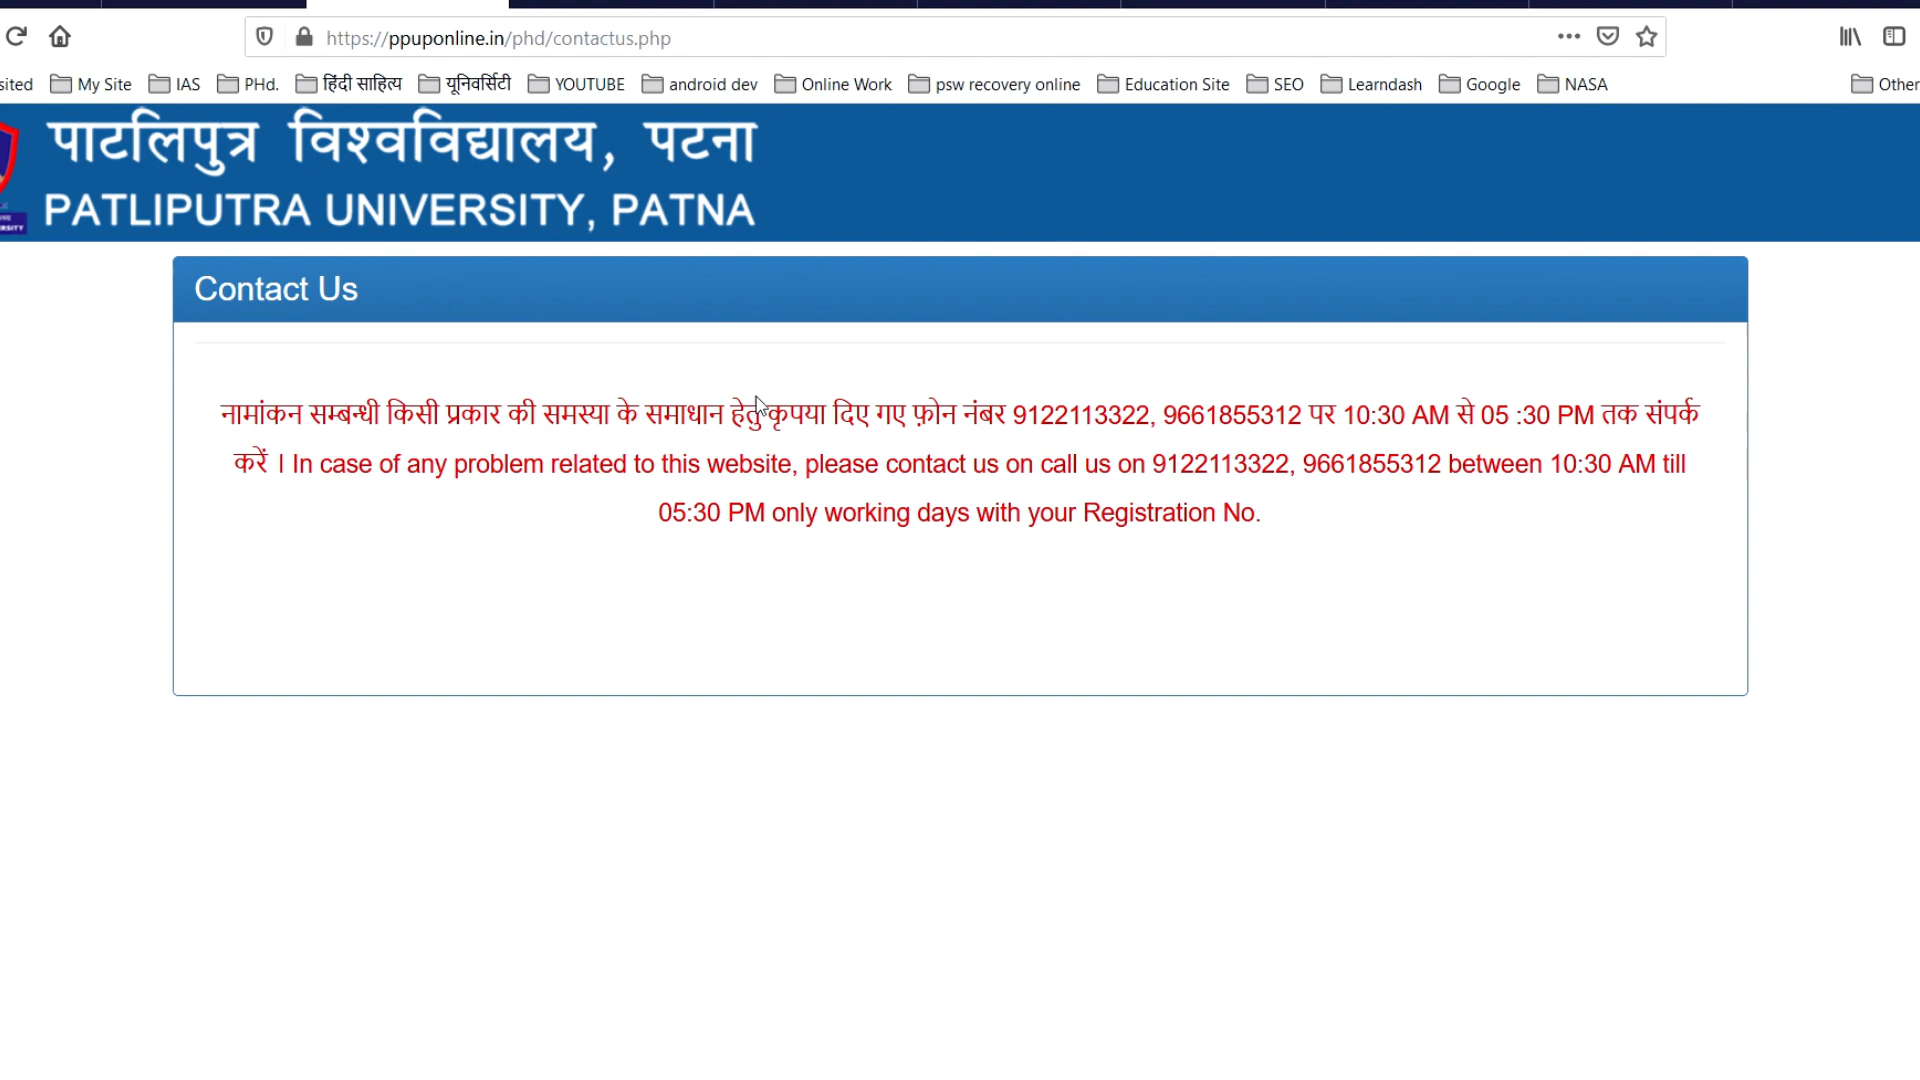 https://ppuponline.in/phd/contactus.php
sited My Site IAS PHd. हिंदी साहित्य यूनिवर्सिटी YOUTUBE android dev Online Work psw recovery online Education Site SEO Learndash Google NASA Other
पाटलिपुत्र विश्वविद्यालय, पटना
PATLIPUTRA UNIVERSITY, PATNA
Contact Us
नामांकन सम्बन्धी किसी प्रकार की समस्या के समाधान हेतु कृपया दिए गए फ़ोन नंबर 9122113322, 9661855312 पर 10:30 AM से 05 :30 PM तक संपर्क
करें । In case of any problem related to this website, please contact us on call us on 9122113322, 9661855312 between 10:30 AM till
05:30 PM only working days with your Registration No.